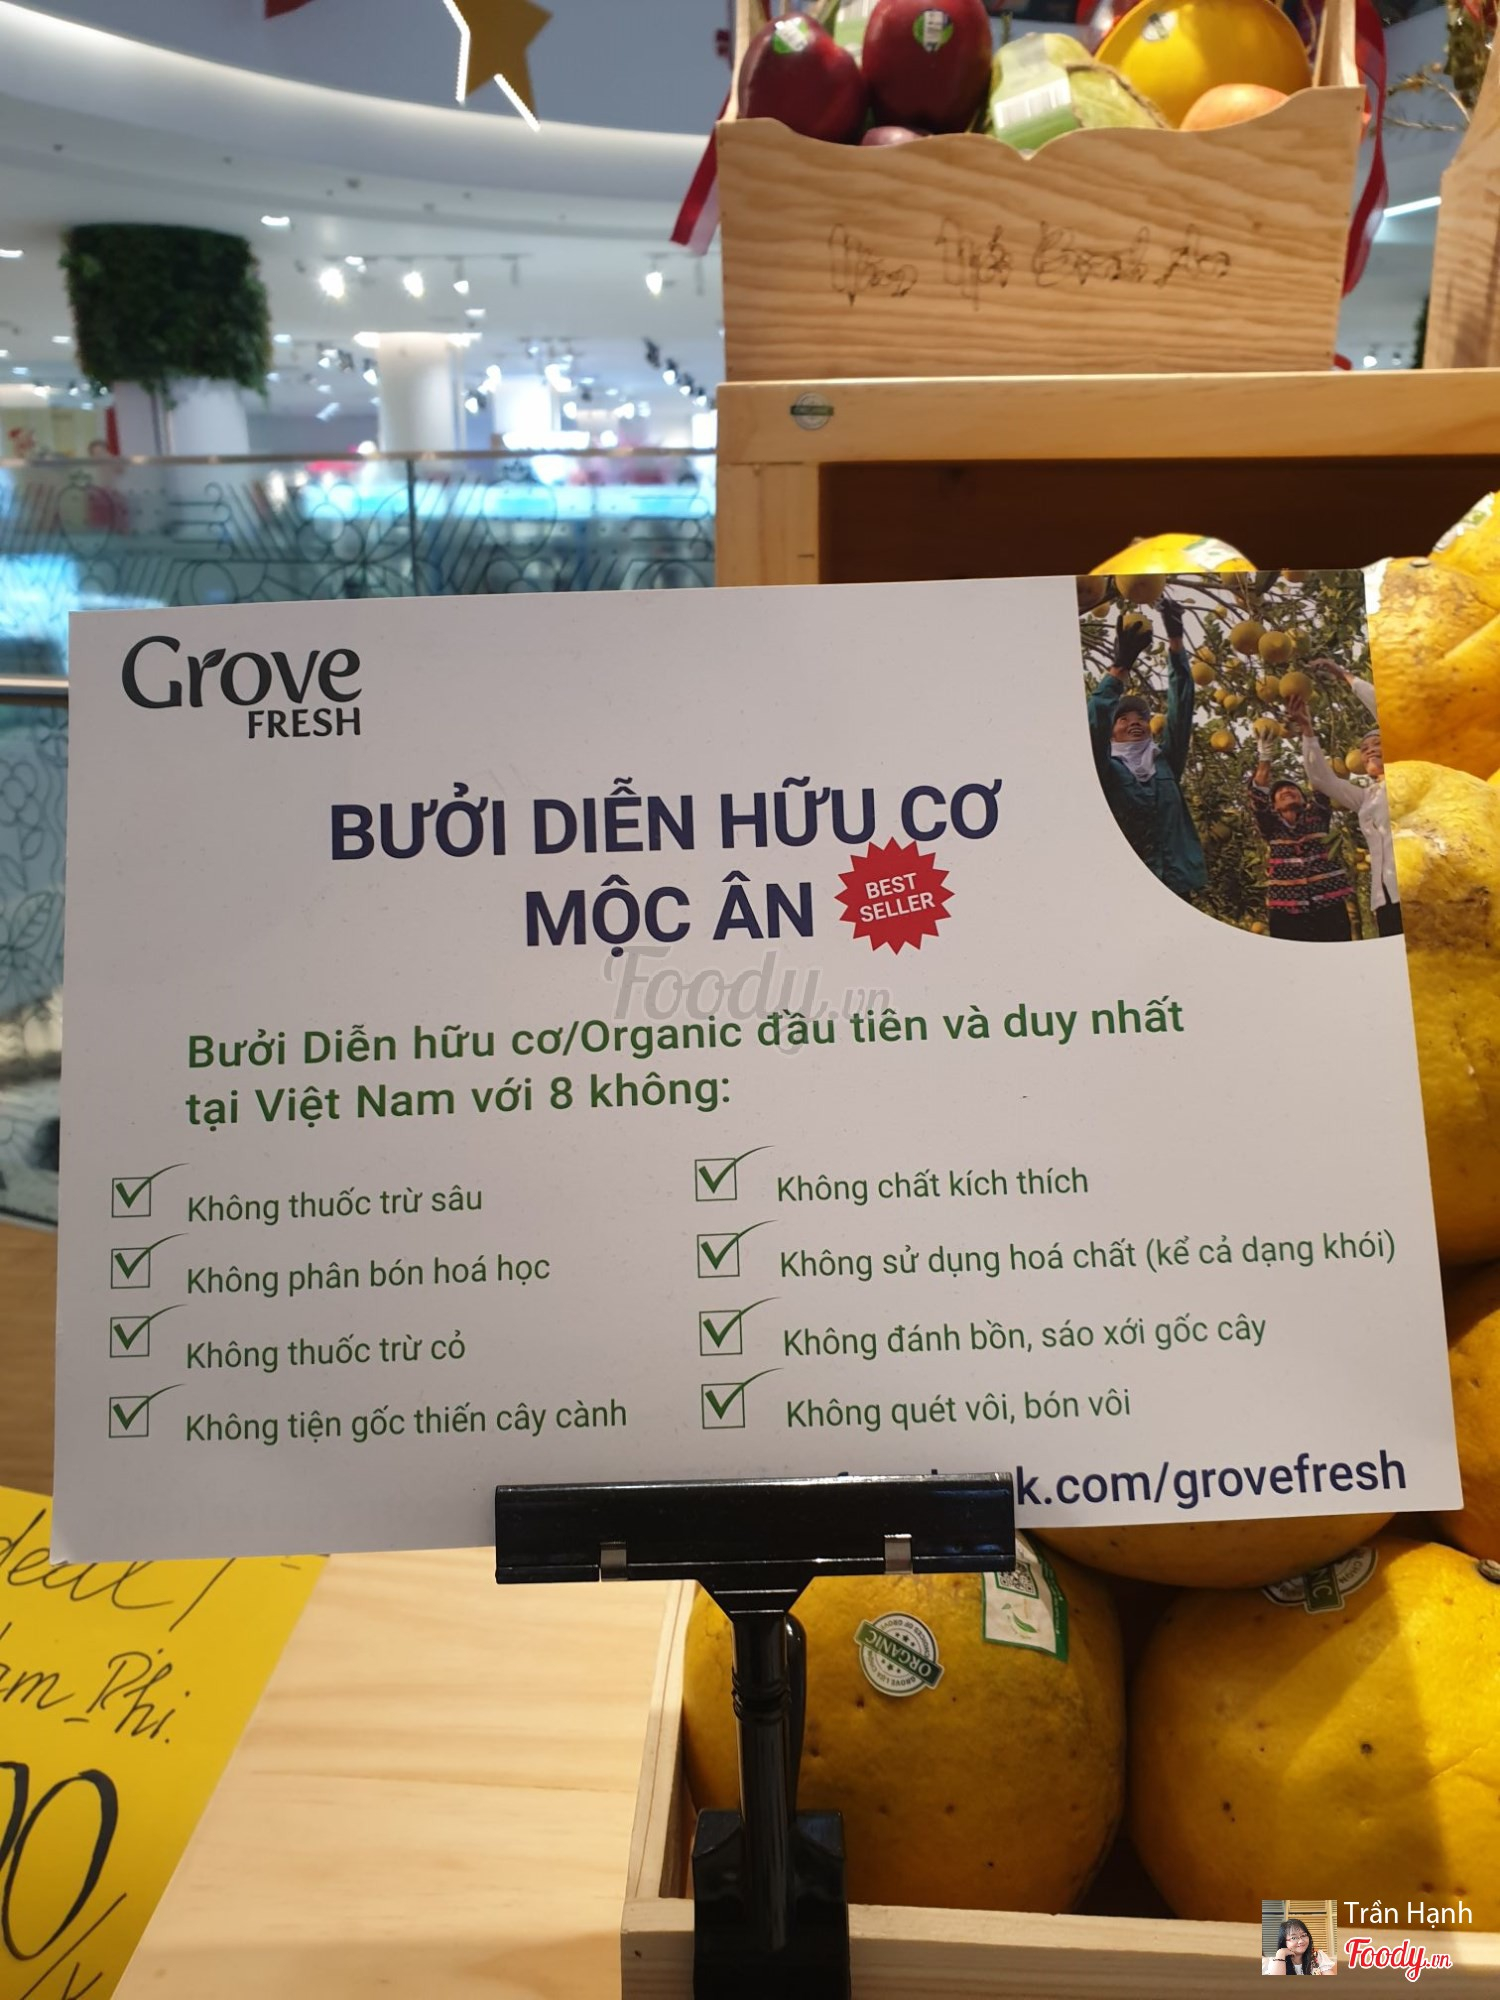 Grove
FRESH
BƯỞI DIỄN HỮU CƠ
MỘC ÂN
BEST
SELLER
Foody.vn
Bưởi Diễn hữu cơ/Organic đầu tiên và duy nhất
tại Việt Nam với 8 không:
Không thuốc trừ sâu
Không phân bón hoá học
Không thuốc trừ cỏ
Không tiện gốc thiến cây cành
Không chất kích thích
Không sử dụng hoá chất (kể cả dạng khói)
Không đánh bồn, sáo xới gốc cây
Không quét vôi, bón vôi
k.com/grovefresh
Phi.
ORGANIC
Trần Hạnh
Foody.vn